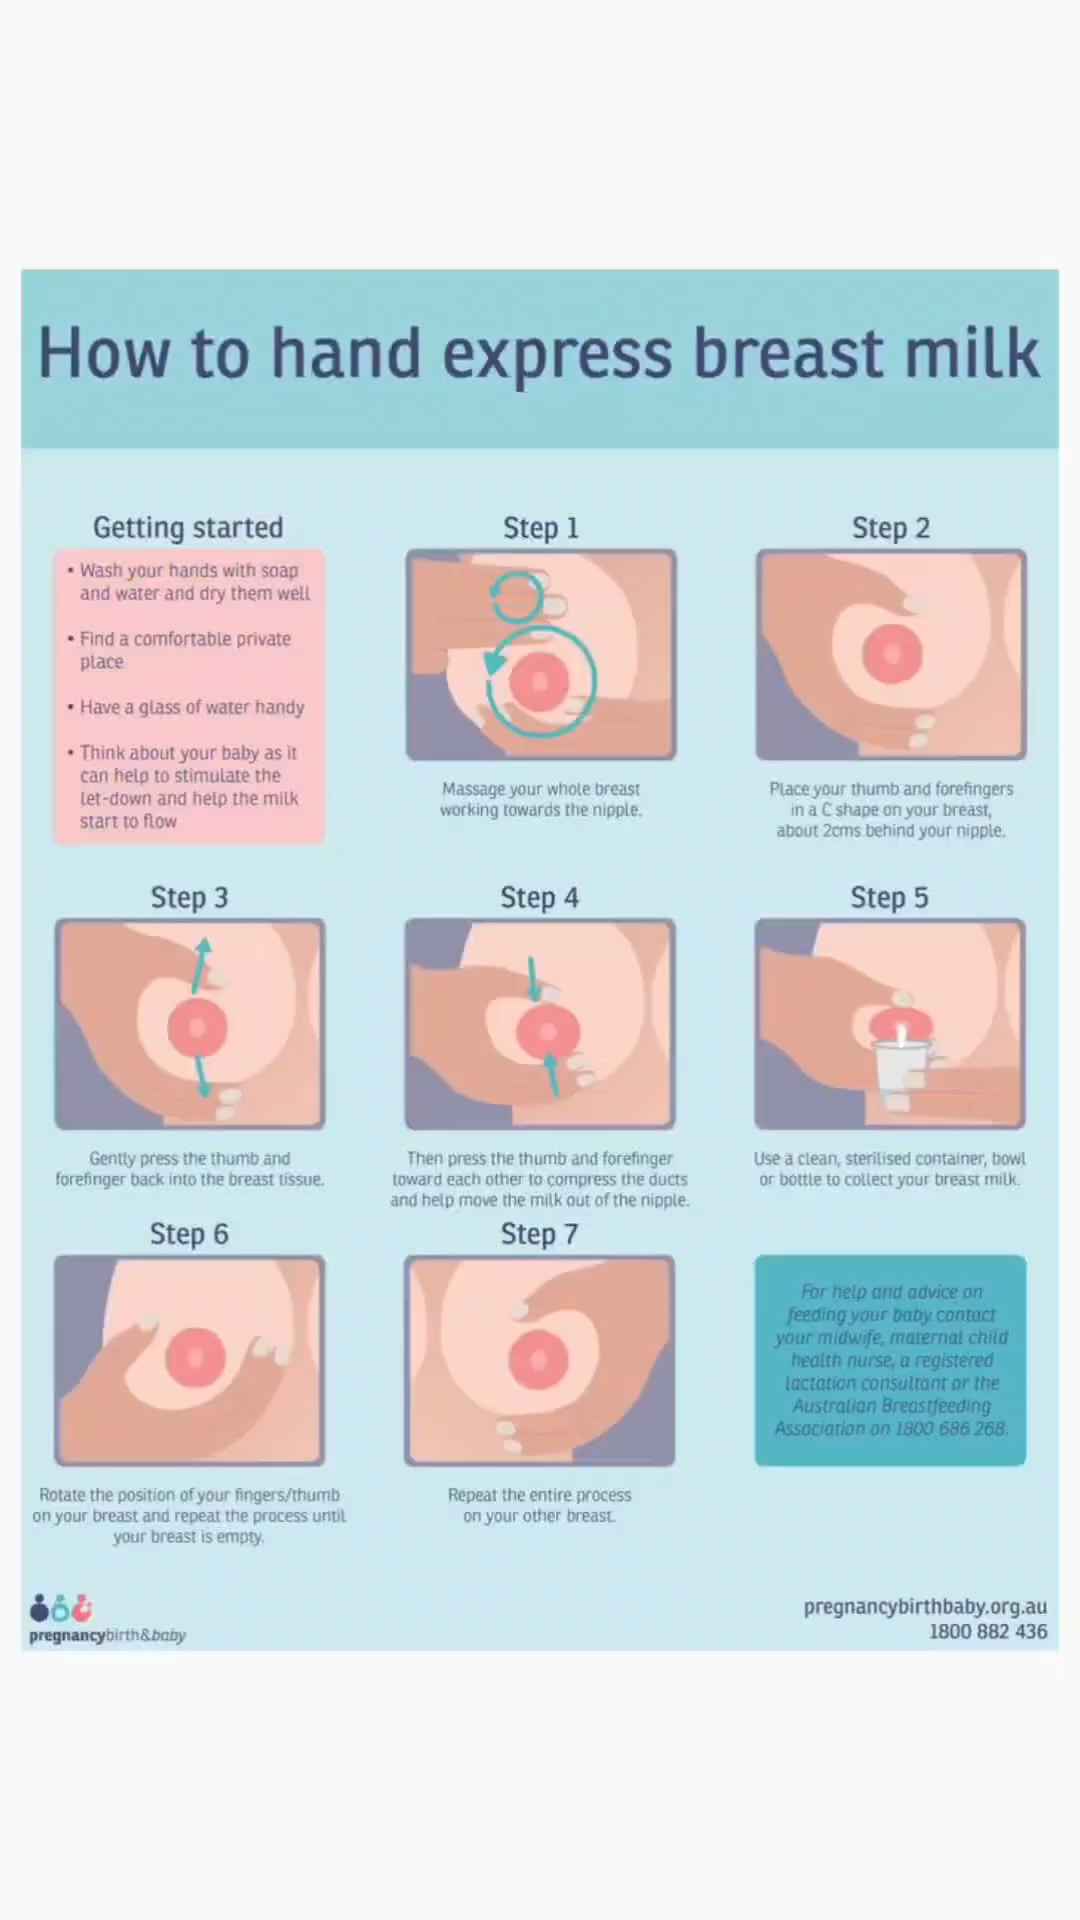 How to hand express breast milk
Getting started
• Wash your hands with soap
and water and dry them well
• Find a comfortable private
place
• Have a glass of water handy
• Think about your baby as it
can help to stimulate the
let-down and help the milk
start to flow
Step 1
Massage your whole breast
working towards the nipple.
Step 2
Place your thumb and forefingers
in a C shape on your breast,
about 2cms behind your nipple.
Step 3
Gently press the thumb and
forefinger back into the breast tissue.
Step 4
Then press the thumb and forefinger
toward each other to compress the ducts
and help move the milk out of the nipple.
Step 5
Use a clean, sterilised container, bowl
or bottle to collect your breast milk.
Step 6
Rotate the position of your fingers/thumb
on your breast and repeat the process until
your breast is empty.
Step 7
Repeat the entire process
on your other breast.
For help and advice on
feeding your baby contact
your midwife, maternal child
health nurse, a registered
lactation consultant or the
Australian Breastfeeding
Association on 1800 686 268.
pregnancybirth&baby
pregnancybirthbaby.org.au
1800 882 436